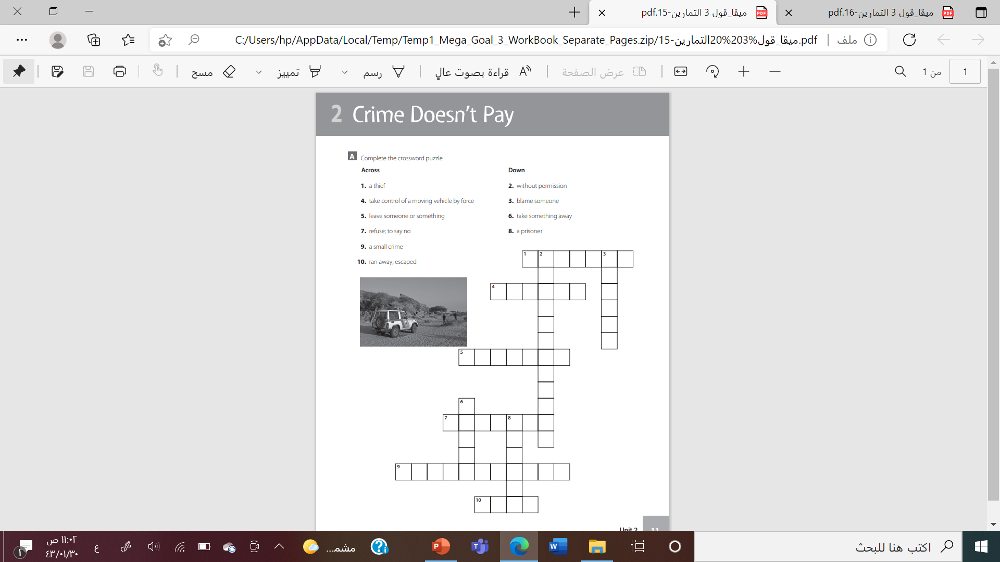 ميقا_قول 3 التمارين-16.pdf
ميقا_قول 3 التمارين-15.pdf
ملف
C:/Users/hp/AppData/Local/Temp/Temp1_Mega_Goal_3_WorkBook_Separate_Pages.zip/15-التمارين20%203%ميقا_قول.pdf
1
من 1
عرض الصفحة
قراءة بصوت عالٍ
رسم
تمييز
مسح
2 Crime Doesn't Pay
A Complete the crossword puzzle.
Across
1. a thief
4. take control of a moving vehicle by force
5. leave someone or something
7. refuse; to say no
9. a small crime
10. ran away; escaped
Down
2. without permission
3. blame someone
6. take something away
8. a prisoner
1 2 3
4
5
6
7 8
9
10
Unit 2 11
اكتب هنا للبحث
مشم...
ع
١١:٠٢ ص
٤٣/٠١/٣٠
١